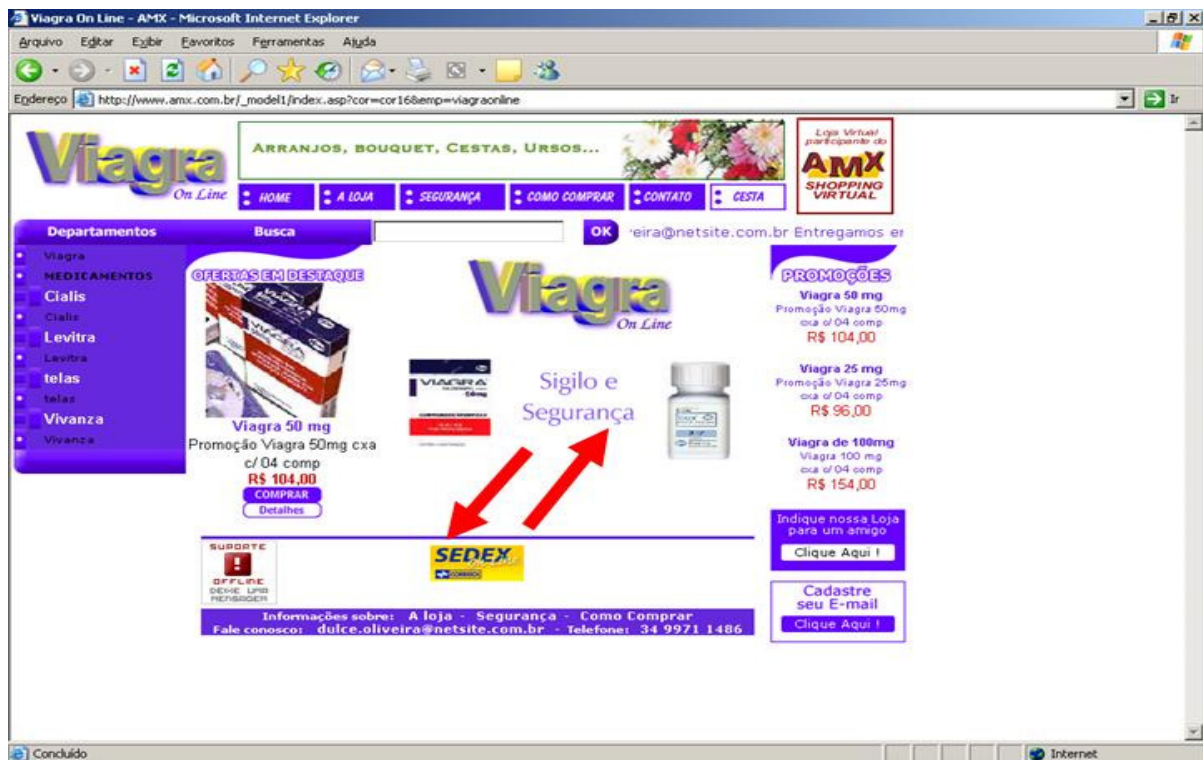 Viagra On Line - AMX - Microsoft Internet Explorer
Arquivo Editar Exibir Favoritos Ferramentas Ajuda
Endereço http://www.amx.com.br/_model1/index.asp?cor=cor16&emp=viagraonline Ir
Viagra
On Line
ARRANJOS, BOUQUET, CESTAS, URSOS...
Loja Virtual
participante do
AMX
SHOPPING
VIRTUAL
HOME A LOJA SEGURANÇA COMO COMPRAR CONTATO CESTA
Departamentos Busca OK eira@netsite.com.br Entregamos er
Viagra
MEDICAMENTOS
Cialis
Cialis
Levitra
Levitra
telas
telas
Vivanza
Vivanza
OFERTAS EM DESTAQUE
VIAGRA
Viagra 50 mg
Promoção Viagra 50mg cxa
c/ 04 comp
R$ 104,00
COMPRAR
Detalhes
Viagra
On Line
VIAGRA
50mg
Sigilo e
Segurança
PROMOÇÕES
Viagra 50 mg
Promoção Viagra 50mg
cxa c/ 04 comp
R$ 104,00
Viagra 25 mg
Promoção Viagra 25mg
cxa c/ 04 comp
R$ 96,00
Viagra de 100mg
Viagra 100 mg
cxa c/ 04 comp
R$ 154,00
Indique nossa Loja
para um amigo
Clique Aqui !
Cadastre
seu E-mail
Clique Aqui !
SUPORTE
OFFLINE
DEIXE UMA
MENSAGEM
SEDEX
CORREIOS
Informações sobre: A loja - Segurança - Como Comprar
Fale conosco: dulce.oliveira@netsite.com.br - Telefone: 34 9971 1486
Concluído Internet